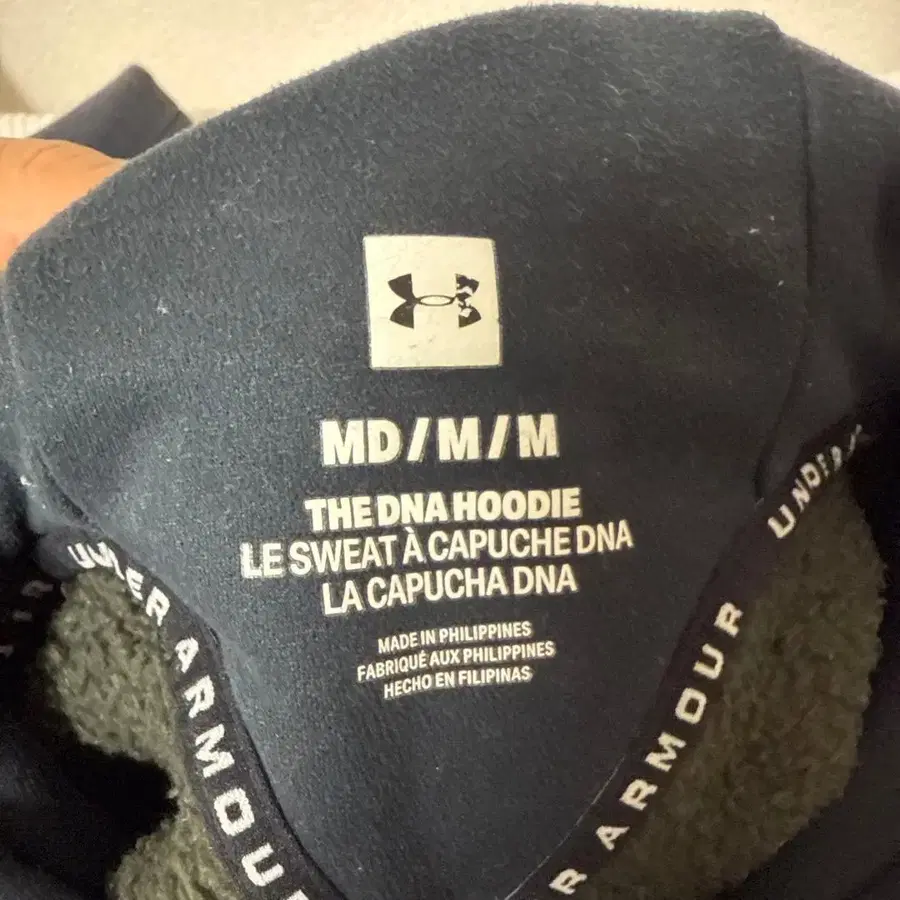 MD / M / M
THE DNA HOODIE
LE SWEAT À CAPUCHE DNA
LA CAPUCHA DNA
MADE IN PHILIPPINES
FABRIQUÉ AUX PHILIPPINES
HECHO EN FILIPINAS
UNDER ARMOUR
ARMOUR